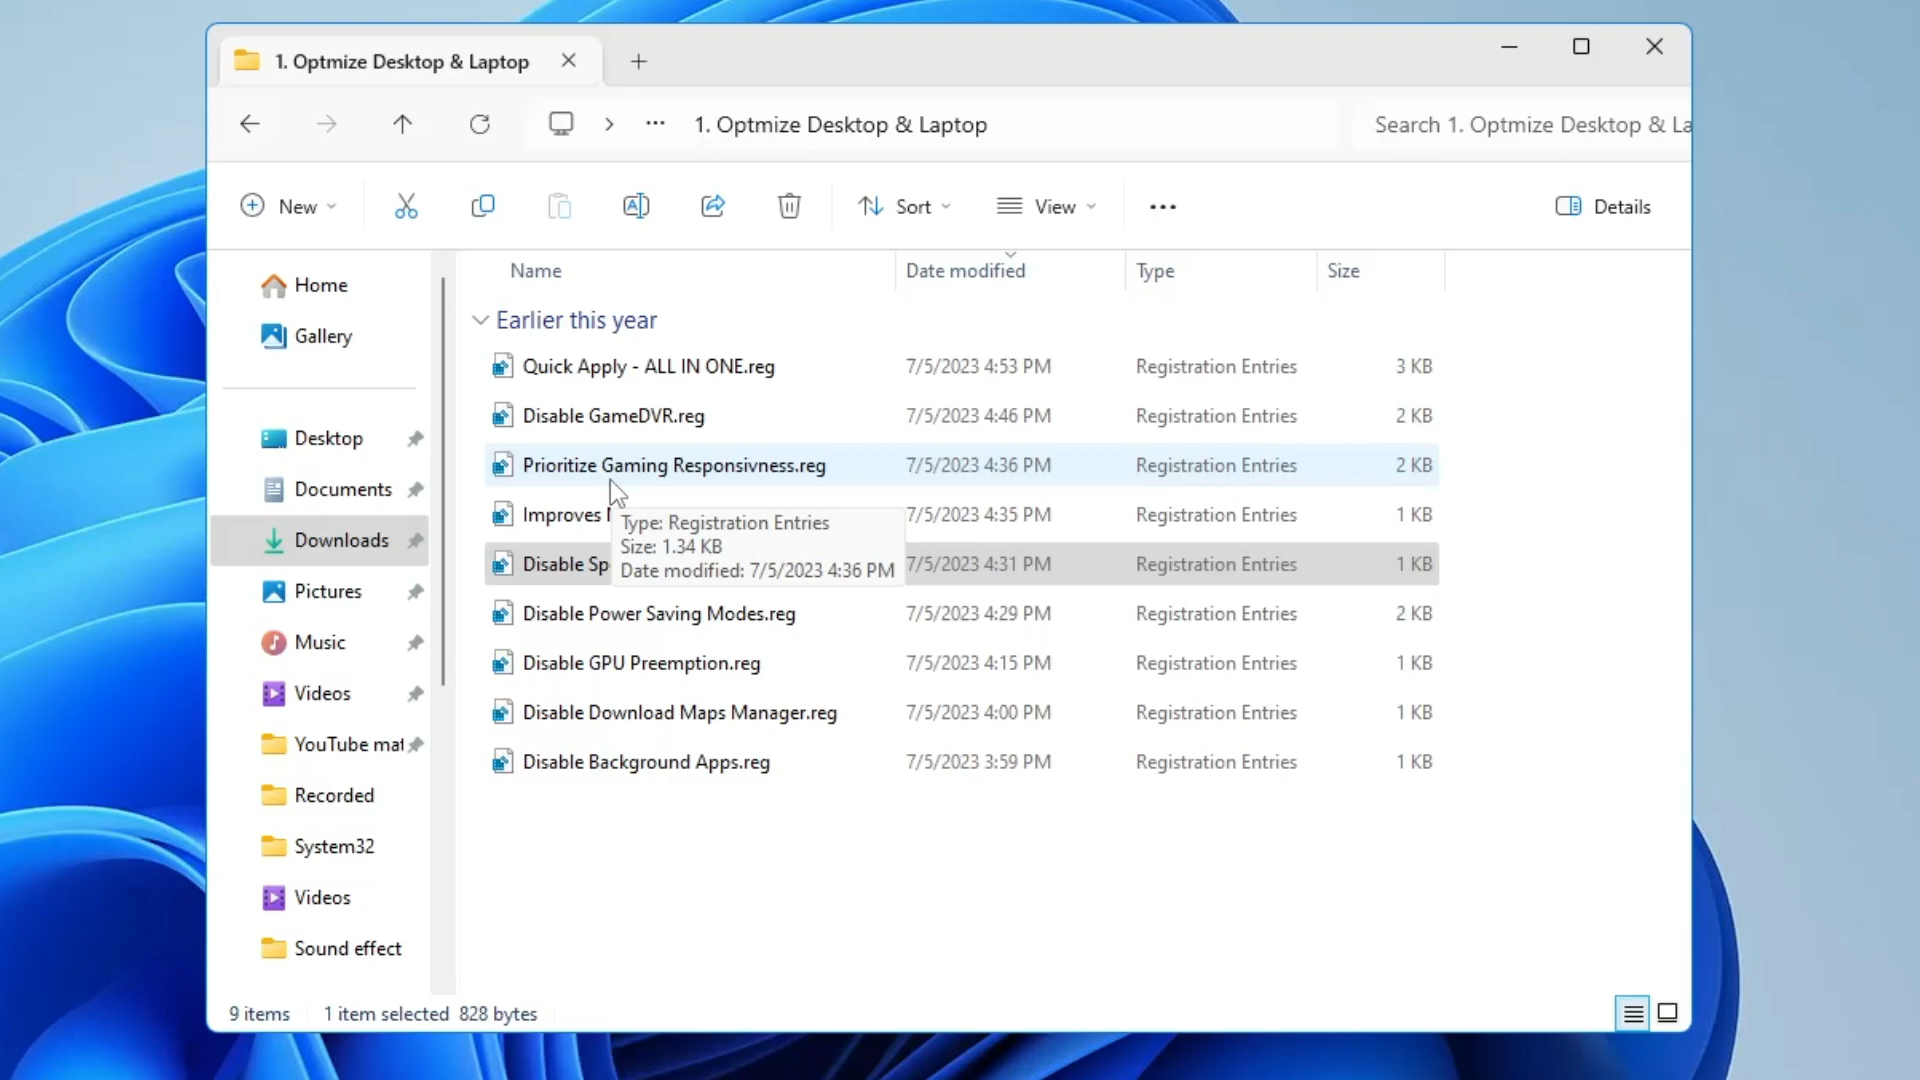 1. Optmize Desktop & Laptop
1. Optmize Desktop & Laptop
Search 1. Optmize Desktop & La
New
Sort
View
Details
Home
Gallery
Desktop
Documents
Downloads
Pictures
Music
Videos
YouTube mat
Recorded
System32
Videos
Sound effect
Name Date modified Type Size
Earlier this year
Quick Apply - ALL IN ONE.reg 7/5/2023 4:53 PM Registration Entries 3 KB
Disable GameDVR.reg 7/5/2023 4:46 PM Registration Entries 2 KB
Prioritize Gaming Responsivness.reg 7/5/2023 4:36 PM Registration Entries 2 KB
Improves 7/5/2023 4:35 PM Registration Entries 1 KB
Type: Registration Entries
Size: 1.34 KB
Date modified: 7/5/2023 4:36 PM
Disable Sp 7/5/2023 4:31 PM Registration Entries 1 KB
Disable Power Saving Modes.reg 7/5/2023 4:29 PM Registration Entries 2 KB
Disable GPU Preemption.reg 7/5/2023 4:15 PM Registration Entries 1 KB
Disable Download Maps Manager.reg 7/5/2023 4:00 PM Registration Entries 1 KB
Disable Background Apps.reg 7/5/2023 3:59 PM Registration Entries 1 KB
9 items 1 item selected 828 bytes